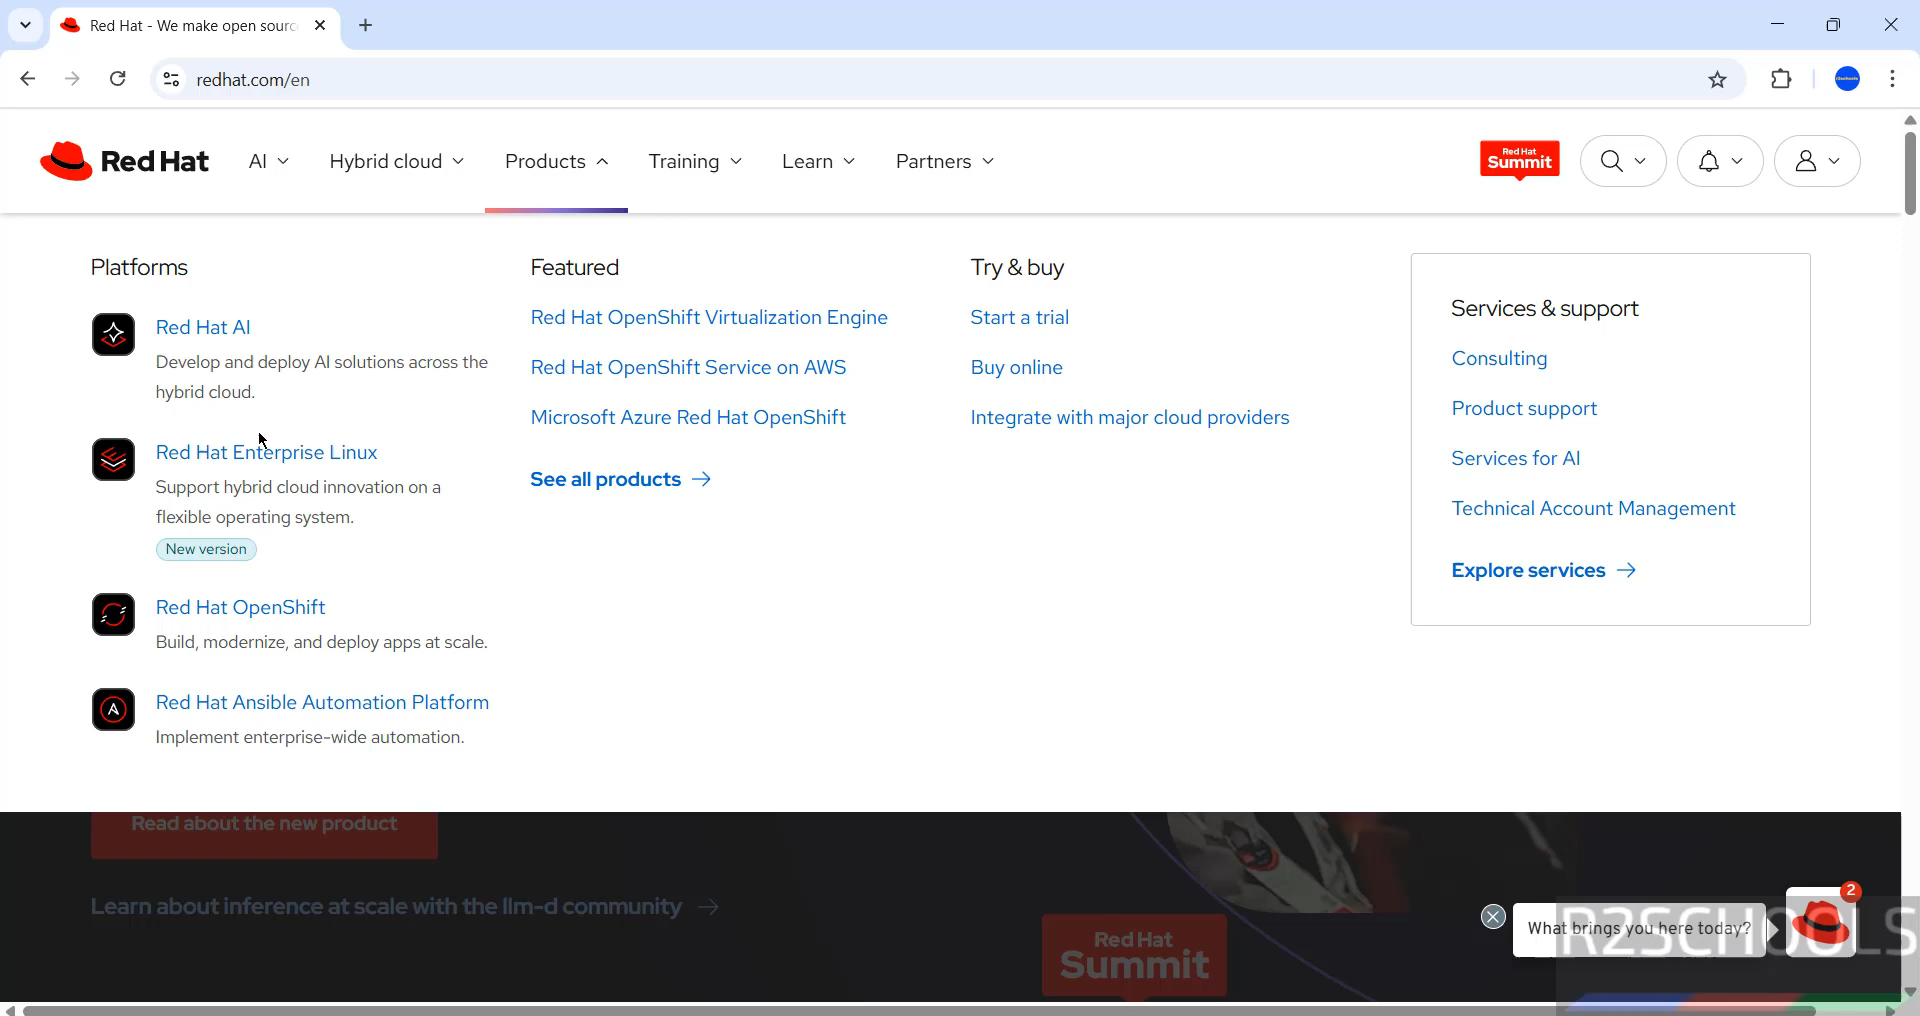 Red Hat - We make open sourc
redhat.com/en
Red Hat
AI
Hybrid cloud
Products
Training
Learn
Partners
Red Hat
Summit
Platforms
Red Hat AI
Develop and deploy AI solutions across the
hybrid cloud.
Red Hat Enterprise Linux
Support hybrid cloud innovation on a
flexible operating system.
New version
Red Hat OpenShift
Build, modernize, and deploy apps at scale.
Red Hat Ansible Automation Platform
Implement enterprise-wide automation.
Featured
Red Hat OpenShift Virtualization Engine
Red Hat OpenShift Service on AWS
Microsoft Azure Red Hat OpenShift
See all products
Try & buy
Start a trial
Buy online
Integrate with major cloud providers
Services & support
Consulting
Product support
Services for AI
Technical Account Management
Explore services
Read about the new product
Learn about inference at scale with the llm-d community
Red Hat
Summit
What brings you here today?
2
R2SCHOOLS